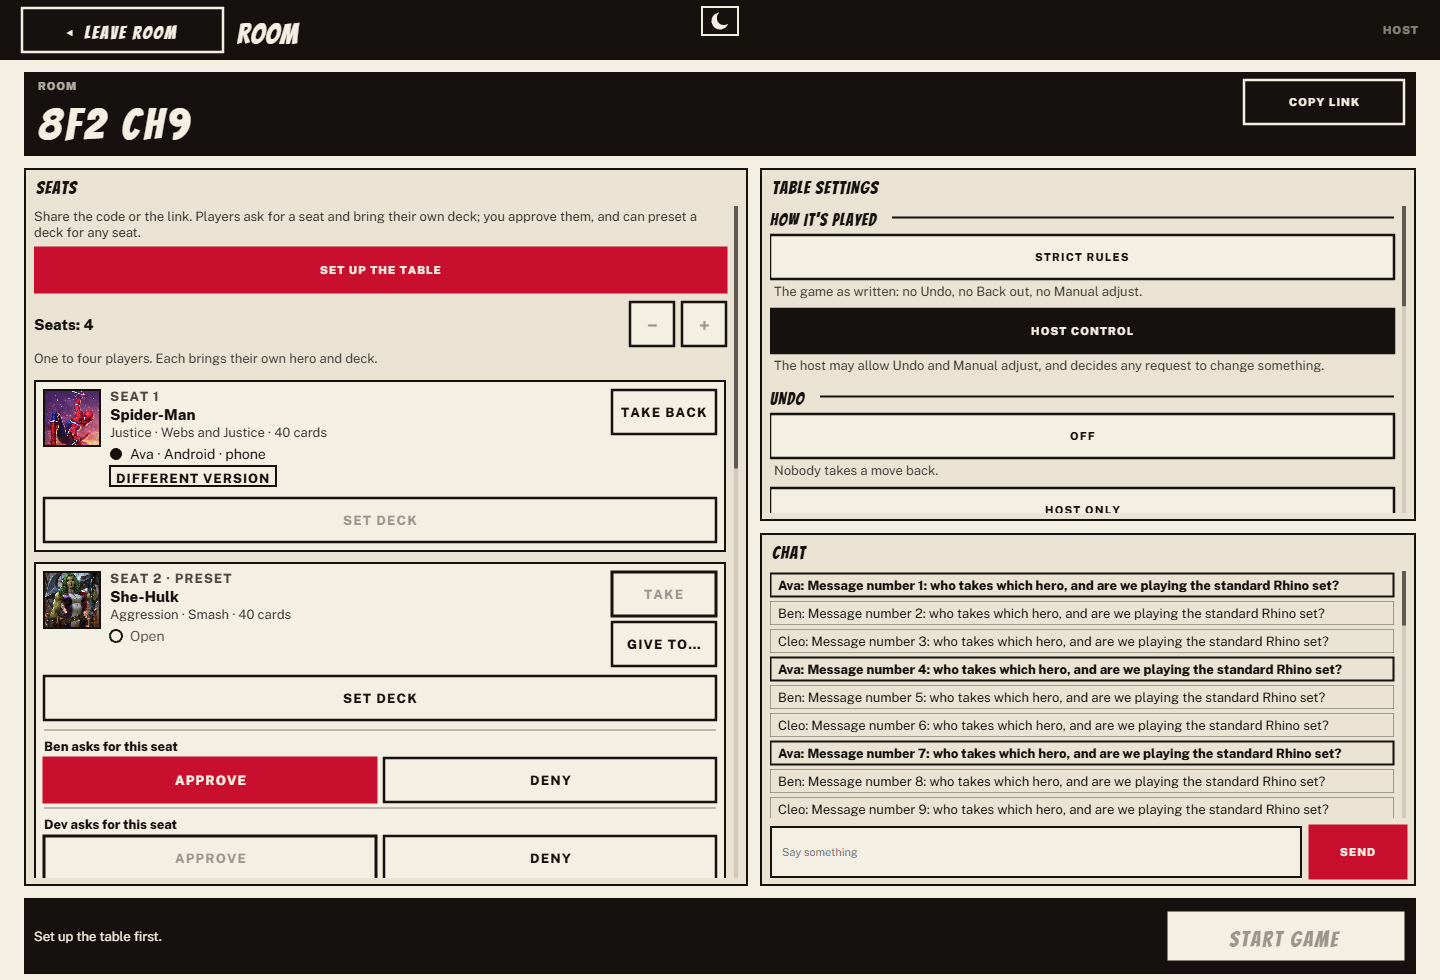 ◂ LEAVE ROOM
ROOM
HOST
ROOM
8F2 CH9
COPY LINK
SEATS
Share the code or the link. Players ask for a seat and bring their own deck; you approve them, and can preset a
deck for any seat.
SET UP THE TABLE
Seats: 4
−
+
One to four players. Each brings their own hero and deck.
SEAT 1
Spider-Man
Justice · Webs and Justice · 40 cards
Ava · Android · phone
DIFFERENT VERSION
TAKE BACK
SET DECK
SEAT 2 · PRESET
She-Hulk
Aggression · Smash · 40 cards
Open
TAKE
GIVE TO...
SET DECK
Ben asks for this seat
APPROVE
DENY
Dev asks for this seat
APPROVE
DENY
TABLE SETTINGS
HOW IT'S PLAYED
STRICT RULES
The game as written: no Undo, no Back out, no Manual adjust.
HOST CONTROL
The host may allow Undo and Manual adjust, and decides any request to change something.
UNDO
OFF
Nobody takes a move back.
HOST ONLY
CHAT
Ava: Message number 1: who takes which hero, and are we playing the standard Rhino set?
Ben: Message number 2: who takes which hero, and are we playing the standard Rhino set?
Cleo: Message number 3: who takes which hero, and are we playing the standard Rhino set?
Ava: Message number 4: who takes which hero, and are we playing the standard Rhino set?
Ben: Message number 5: who takes which hero, and are we playing the standard Rhino set?
Cleo: Message number 6: who takes which hero, and are we playing the standard Rhino set?
Ava: Message number 7: who takes which hero, and are we playing the standard Rhino set?
Ben: Message number 8: who takes which hero, and are we playing the standard Rhino set?
Cleo: Message number 9: who takes which hero, and are we playing the standard Rhino set?
Say something
SEND
Set up the table first.
START GAME